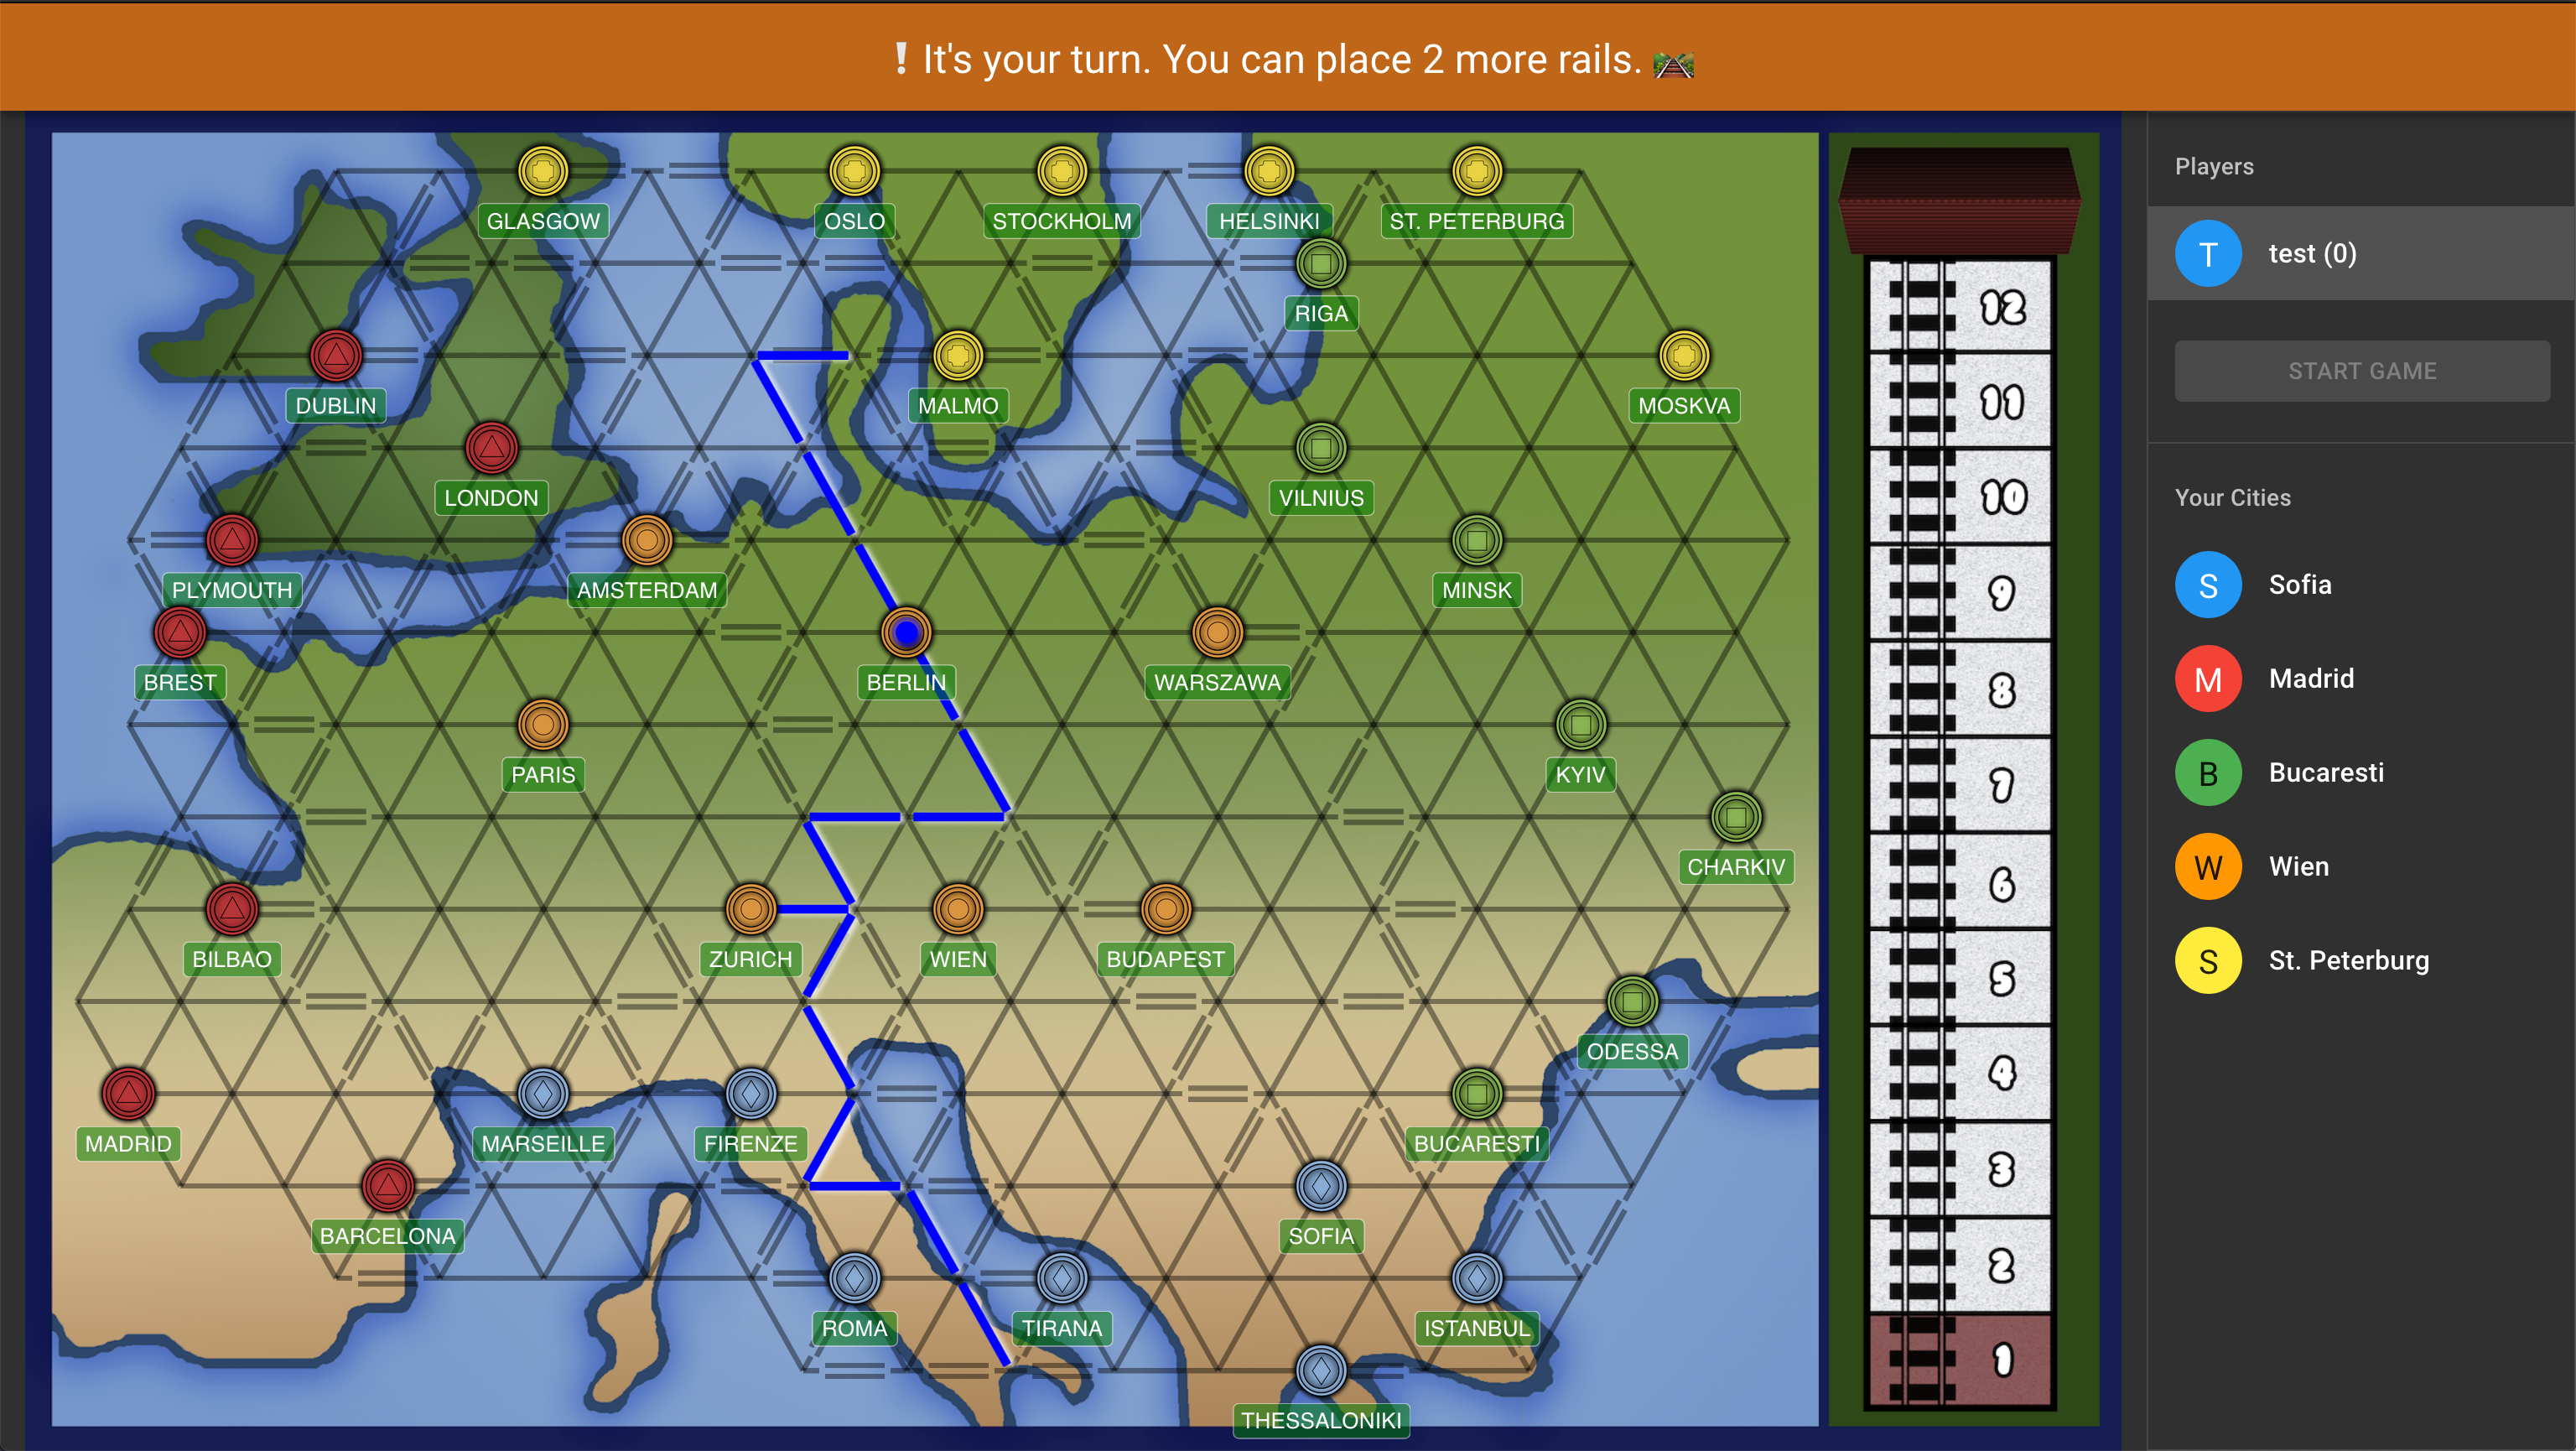 ❕ It's your turn. You can place 2 more rails. 🛤️
GLASGOW
OSLO
STOCKHOLM
HELSINKI
ST. PETERBURG
RIGA
DUBLIN
MALMO
MOSKVA
LONDON
VILNIUS
PLYMOUTH
AMSTERDAM
MINSK
BREST
BERLIN
WARSZAWA
PARIS
KYIV
CHARKIV
BILBAO
ZURICH
WIEN
BUDAPEST
ODESSA
MADRID
MARSEILLE
FIRENZE
BUCARESTI
BARCELONA
SOFIA
ROMA
TIRANA
ISTANBUL
THESSALONIKI
12
11
10
9
8
7
6
5
4
3
2
1
Players
T test (0)
START GAME
Your Cities
S Sofia
M Madrid
B Bucaresti
W Wien
S St. Peterburg